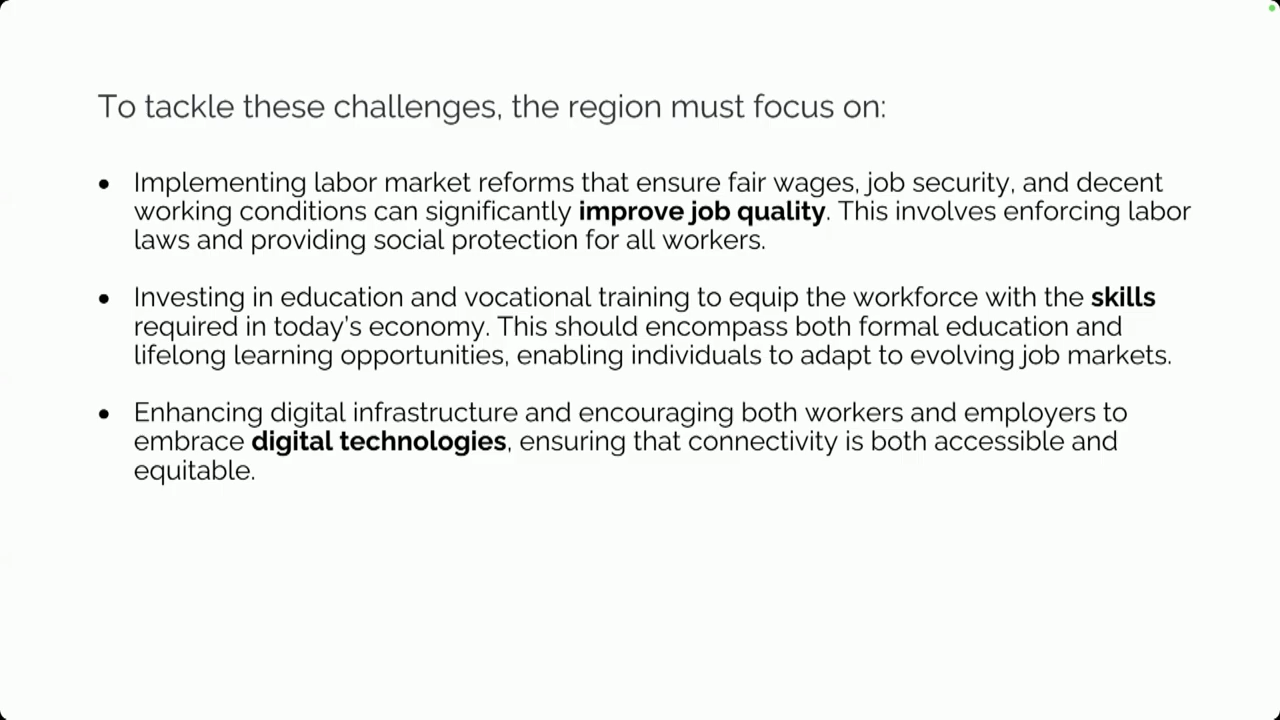 To tackle these challenges, the region must focus on:
● Implementing labor market reforms that ensure fair wages, job security, and decent
working conditions can significantly improve job quality. This involves enforcing labor
laws and providing social protection for all workers.
● Investing in education and vocational training to equip the workforce with the skills
required in today's economy. This should encompass both formal education and
lifelong learning opportunities, enabling individuals to adapt to evolving job markets.
● Enhancing digital infrastructure and encouraging both workers and employers to
embrace digital technologies, ensuring that connectivity is both accessible and
equitable.